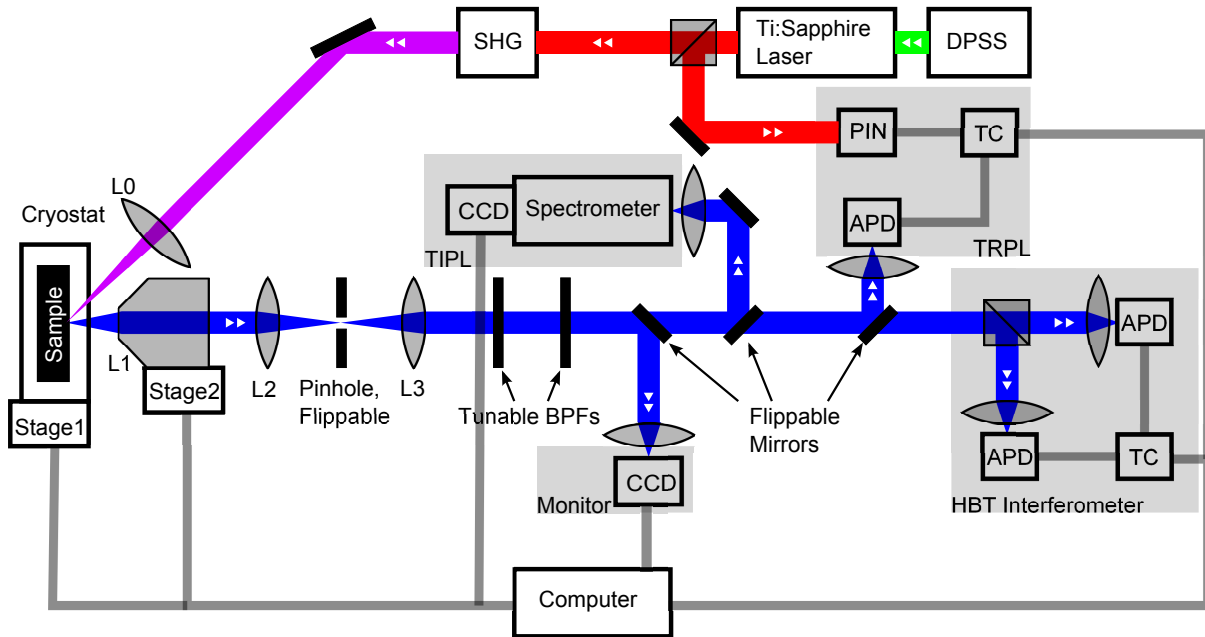 SHG
Ti:Sapphire
Laser
DPSS
PIN
TC
L0
Cryostat
CCD
Spectrometer
APD
TIPL
TRPL
Sample
APD
L1
Stage2
L2
Pinhole,
Flippable
L3
Tunable BPFs
Flippable
Mirrors
Stage1
CCD
APD
TC
Monitor
HBT Interferometer
Computer